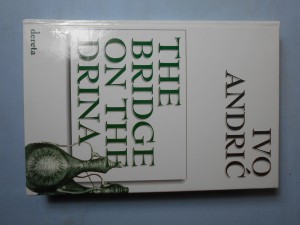 dereta
IVO
ANDRIĆ
THE
BRIDGE
ON THE
DRINA